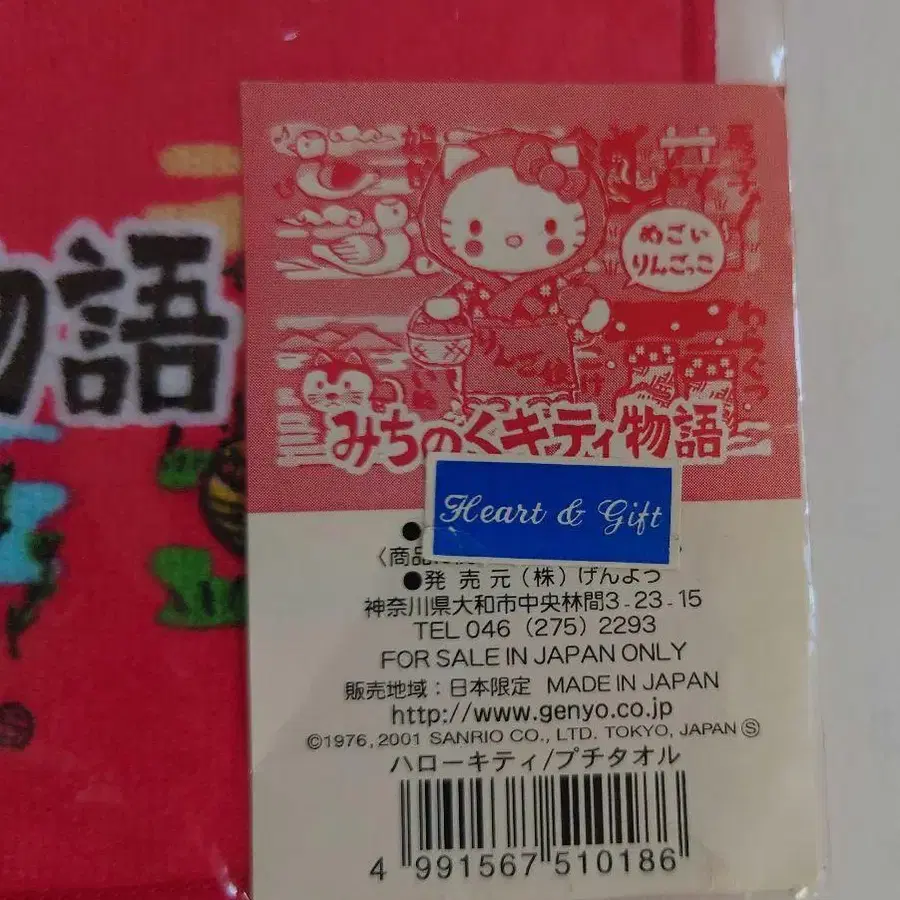 物語
めごい
りんごっこ
みちのくキティ物語
Heart & Gift
●
〈商品
●発売元（株）げんよう
神奈川県大和市中央林間3-23-15
TEL 046（275）2293
FOR SALE IN JAPAN ONLY
販売地域：日本限定 MADE IN JAPAN
http://www.genyo.co.jp
©1976,2001 SANRIO CO., LTD. TOKYO, JAPAN Ⓢ
ハローキティ/プチタオル
4 991567 510186